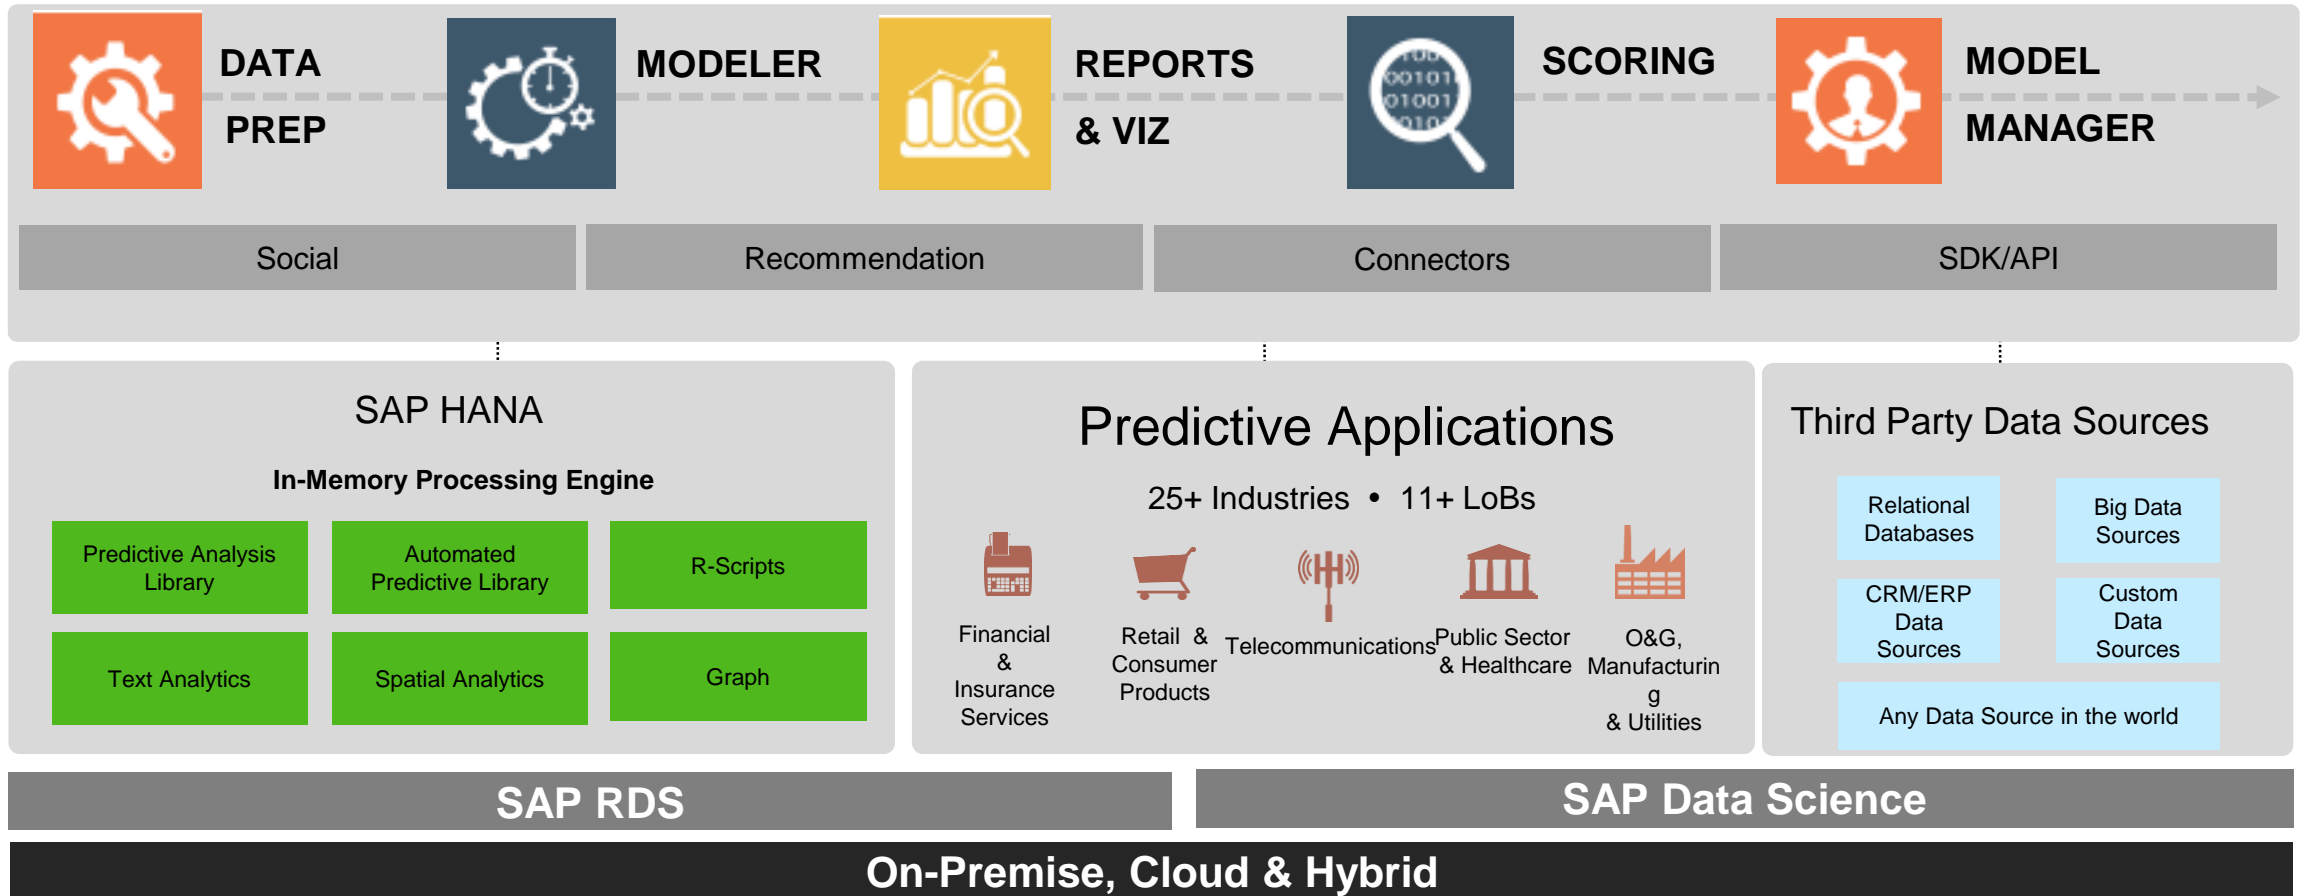 DATA
PREP
MODELER
REPORTS
& VIZ
SCORING
MODEL
MANAGER
Social
Recommendation
Connectors
SDK/API
SAP HANA
In-Memory Processing Engine
Predictive Analysis
Library
Automated
Predictive Library
R-Scripts
Text Analytics
Spatial Analytics
Graph
Predictive Applications
25+ Industries • 11+ LoBs
Financial
&
Insurance
Services
Retail &
Consumer
Products
Telecommunications
Public Sector
& Healthcare
O&G,
Manufacturin
g
& Utilities
Third Party Data Sources
Relational
Databases
Big Data
Sources
CRM/ERP
Data
Sources
Custom
Data
Sources
Any Data Source in the world
SAP RDS
SAP Data Science
On-Premise, Cloud & Hybrid